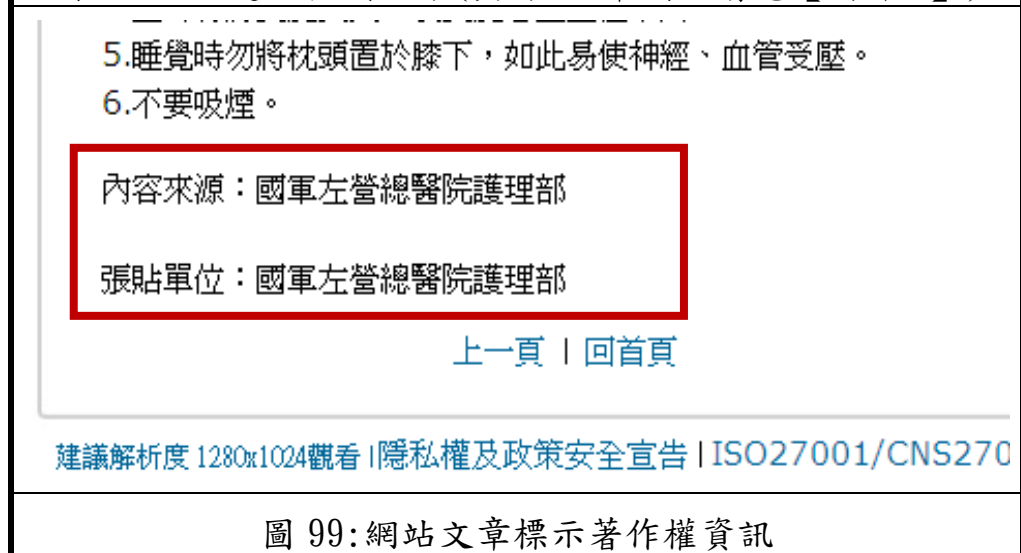 5.睡覺時勿將枕頭置於膝下，如此易使神經、血管受壓。
6.不要吸煙。
內容來源：國軍左營總醫院護理部
張貼單位：國軍左營總醫院護理部
上一頁 | 回首頁
建議解析度 1280x1024觀看 |隱私權及政策安全宣告 | ISO27001/CNS270
圖 99:網站文章標示著作權資訊